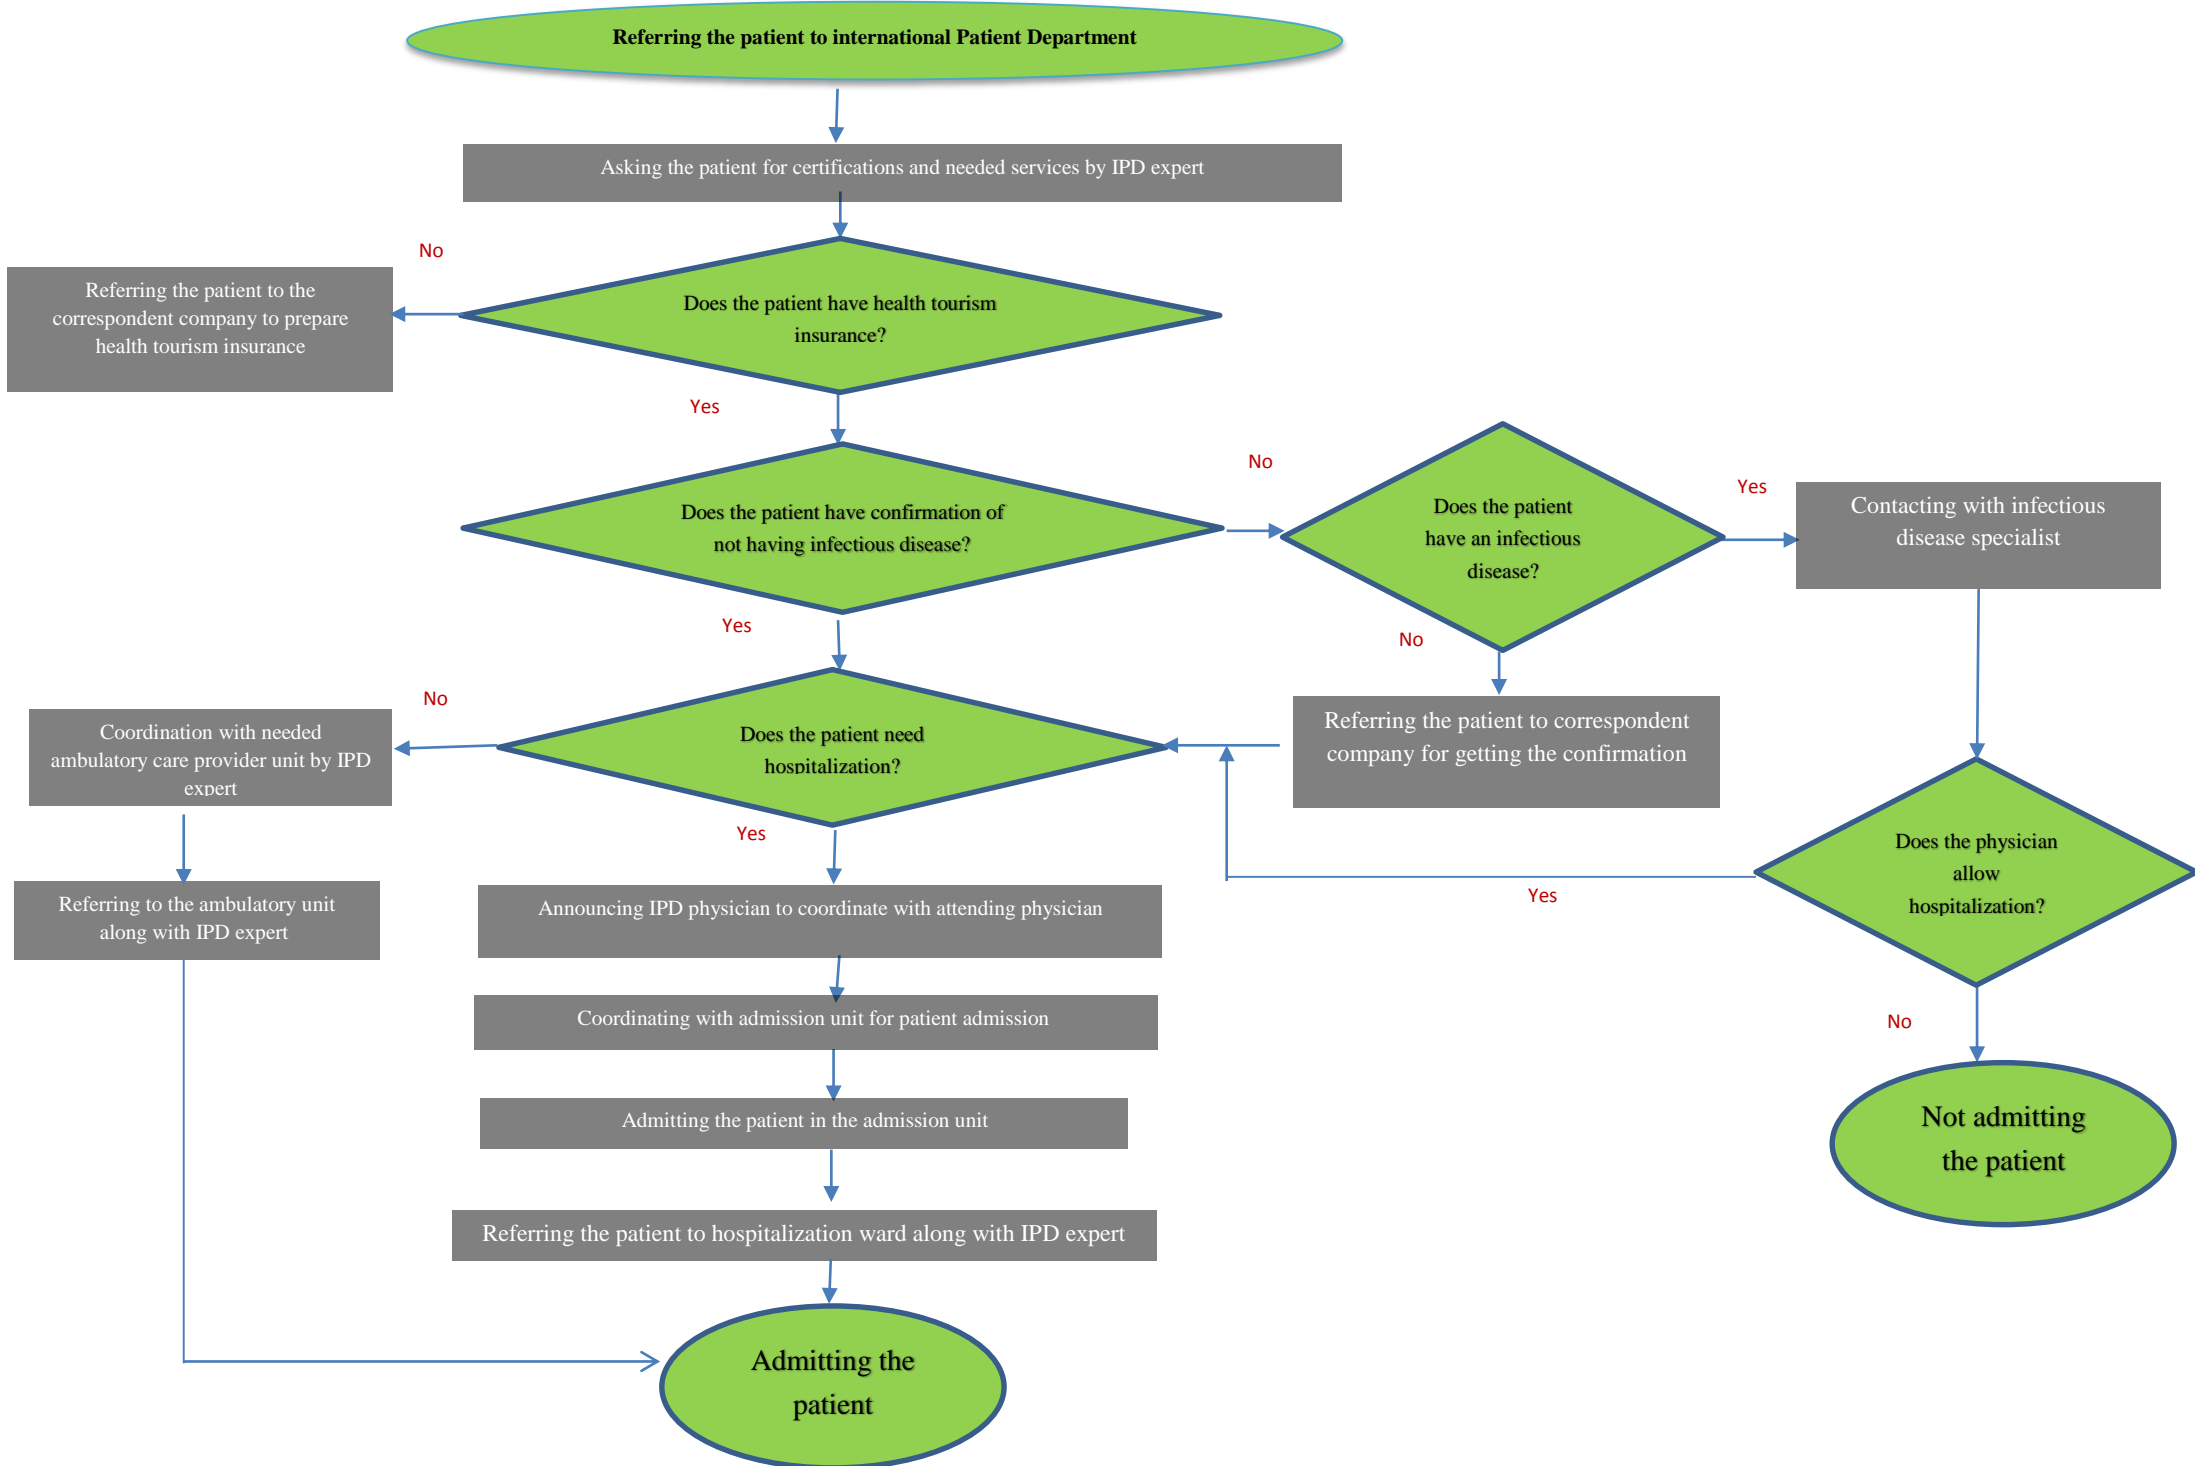 Referring the patient to international Patient Department
Asking the patient for certifications and needed services by IPD expert
No
Referring the patient to the
correspondent company to prepare
health tourism insurance
Does the patient have health tourism
insurance?
Yes
Does the patient have confirmation of
not having infectious disease?
No
Does the patient
have an infectious
disease?
Yes
Contacting with infectious
disease specialist
Yes
No
No
Coordination with needed
ambulatory care provider unit by IPD
expert
Does the patient need
hospitalization?
Referring the patient to correspondent
company for getting the confirmation
Yes
Does the physician
allow
hospitalization?
Yes
Referring to the ambulatory unit
along with IPD expert
Announcing IPD physician to coordinate with attending physician
Coordinating with admission unit for patient admission
No
Admitting the patient in the admission unit
Not admitting
the patient
Referring the patient to hospitalization ward along with IPD expert
Admitting the
patient